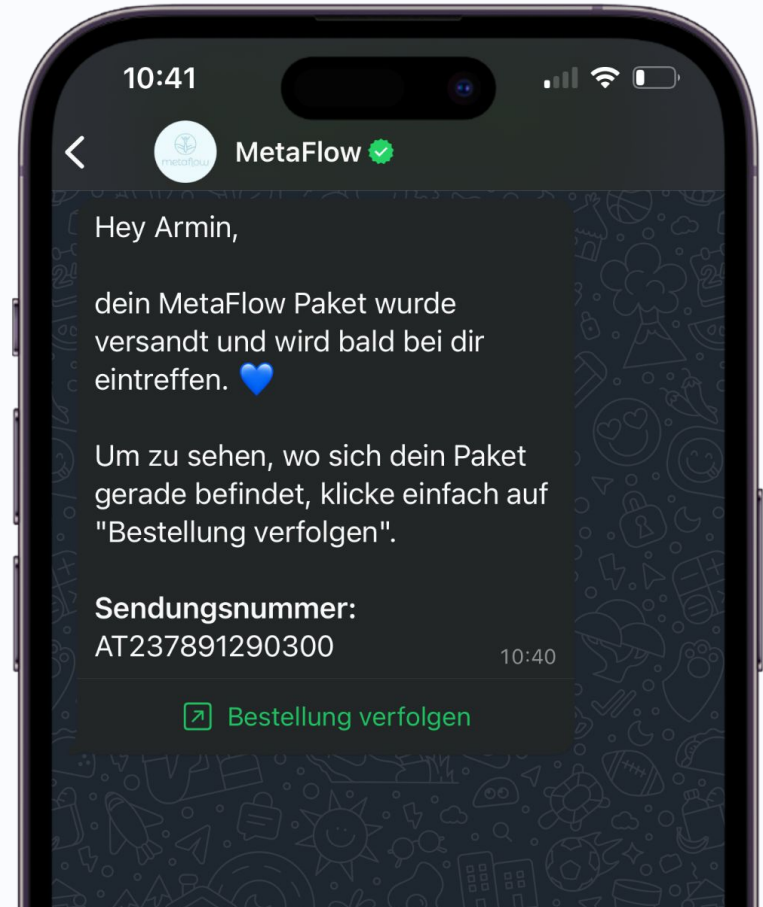 10:41
metaflow
MetaFlow
Hey Armin,
dein MetaFlow Paket wurde
versandt und wird bald bei dir
eintreffen. 💙
Um zu sehen, wo sich dein Paket
gerade befindet, klicke einfach auf
"Bestellung verfolgen".
Sendungsnummer:
AT237891290300
10:40
Bestellung verfolgen